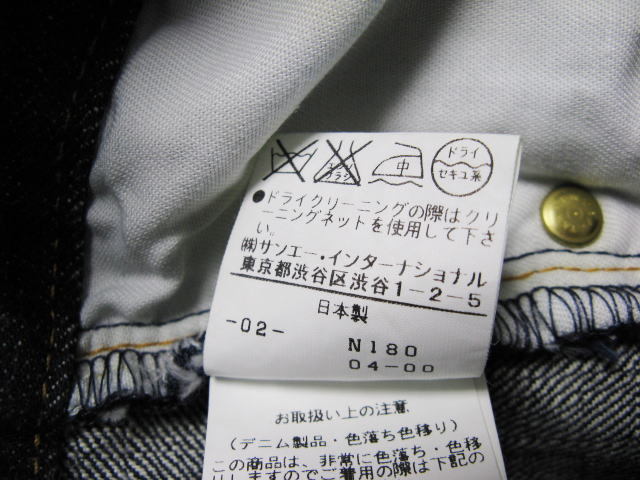 ドライ
エンソ
サラシ
中
セキユ系
●ドライクリーニングの際はクリ
ーニングネットを使用して下さ
い。
㈱サンエー・インターナショナル
東京都渋谷区渋谷1-2-5
日本製
-02-
N180
04-00
お取扱い上の注意
(デニム製品・色落ち色移り)
この商品は、非常に色落ち・色移
りしますのでご着用の際は下記の